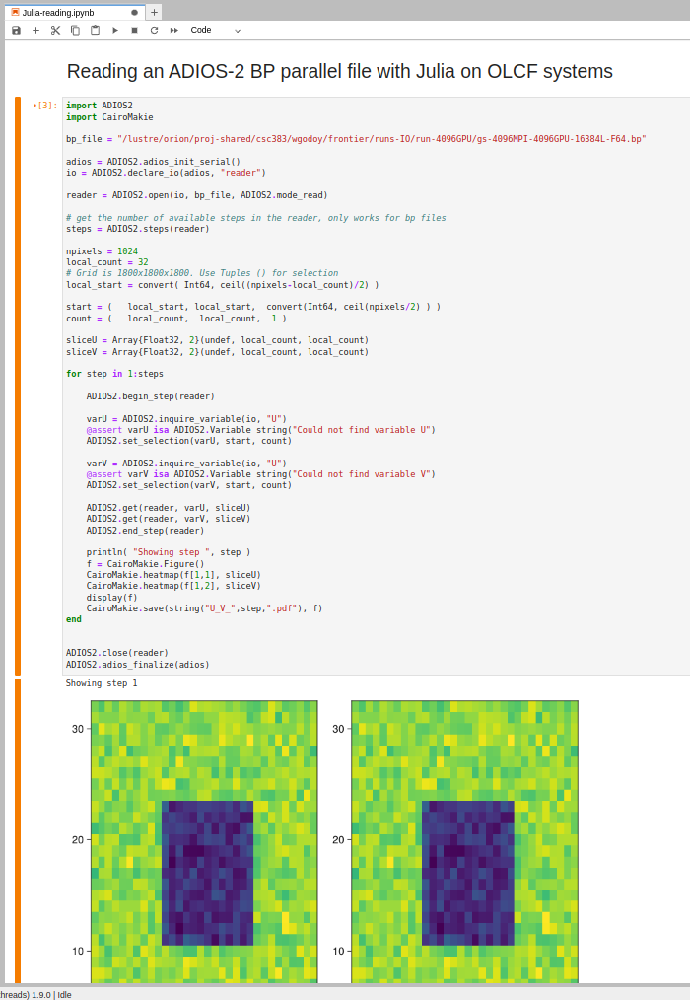 Julia-reading.ipynb
Code
Reading an ADIOS-2 BP parallel file with Julia on OLCF systems
•[3]: import ADIOS2
import CairoMakie
bp_file = "/lustre/orion/proj-shared/csc383/wgodoy/frontier/runs-IO/run-4096GPU/gs-4096MPI-4096GPU-16384L-F64.bp"
adios = ADIOS2.adios_init_serial()
io = ADIOS2.declare_io(adios, "reader")
reader = ADIOS2.open(io, bp_file, ADIOS2.mode_read)
# get the number of available steps in the reader, only works for bp files
steps = ADIOS2.steps(reader)
npixels = 1024
local_count = 32
# Grid is 1800x1800x1800. Use Tuples () for selection
local_start = convert( Int64, ceil((npixels-local_count)/2) )
start = (   local_start, local_start,  convert(Int64, ceil(npixels/2) ) )
count = (   local_count,  local_count,  1 )
sliceU = Array{Float32, 2}(undef, local_count, local_count)
sliceV = Array{Float32, 2}(undef, local_count, local_count)
for step in 1:steps
    ADIOS2.begin_step(reader)
    varU = ADIOS2.inquire_variable(io, "U")
    @assert varU isa ADIOS2.Variable string("Could not find variable U")
    ADIOS2.set_selection(varU, start, count)
    varV = ADIOS2.inquire_variable(io, "U")
    @assert varV isa ADIOS2.Variable string("Could not find variable V")
    ADIOS2.set_selection(varV, start, count)
    ADIOS2.get(reader, varU, sliceU)
    ADIOS2.get(reader, varV, sliceV)
    ADIOS2.end_step(reader)
    println( "Showing step ", step )
    f = CairoMakie.Figure()
    CairoMakie.heatmap(f[1,1], sliceU)
    CairoMakie.heatmap(f[1,2], sliceV)
    display(f)
    CairoMakie.save(string("U_V_",step,".pdf"), f)
end
ADIOS2.close(reader)
ADIOS2.adios_finalize(adios)
Showing step 1
30 30
20 20
10 10
hreads) 1.9.0 | Idle